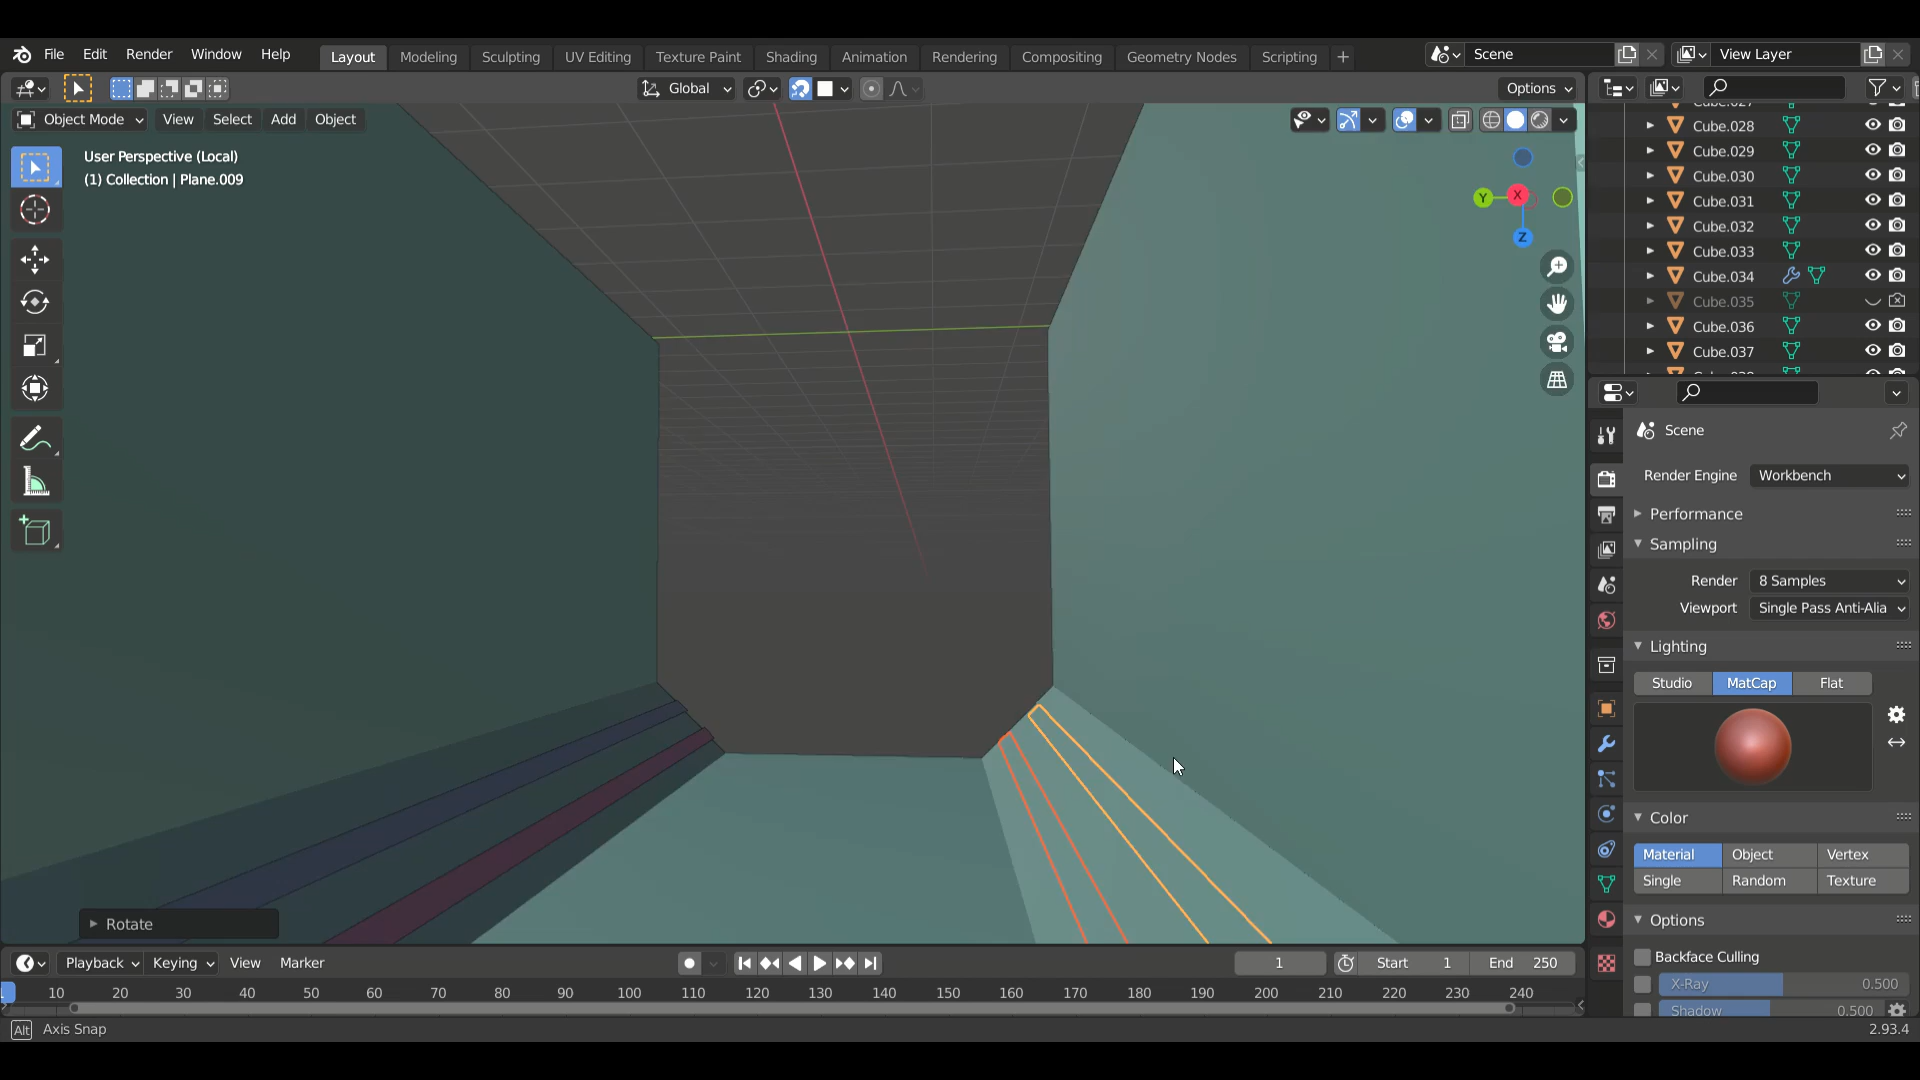 File Edit Render Window Help Layout Modeling Sculpting UV Editing Texture Paint Shading Animation Rendering Compositing Geometry Nodes Scripting + Scene View Layer
Global Options
Object Mode View Select Add Object
User Perspective (Local)
(1) Collection | Plane.009
X
Y
Z
Cube.027
Cube.028
Cube.029
Cube.030
Cube.031
Cube.032
Cube.033
Cube.034
Cube.035
Cube.036
Cube.037
Scene
Render Engine Workbench
Performance
Sampling
Render 8 Samples
Viewport Single Pass Anti-Alia
Lighting
Studio MatCap Flat
Color
Material Object Vertex
Single Random Texture
Options
Backface Culling
X-Ray 0.500
Shadow 0.500
Rotate
Playback Keying View Marker 1 Start 1 End 250
10 20 30 40 50 60 70 80 90 100 110 120 130 140 150 160 170 180 190 200 210 220 230 240
Alt Axis Snap 2.93.4